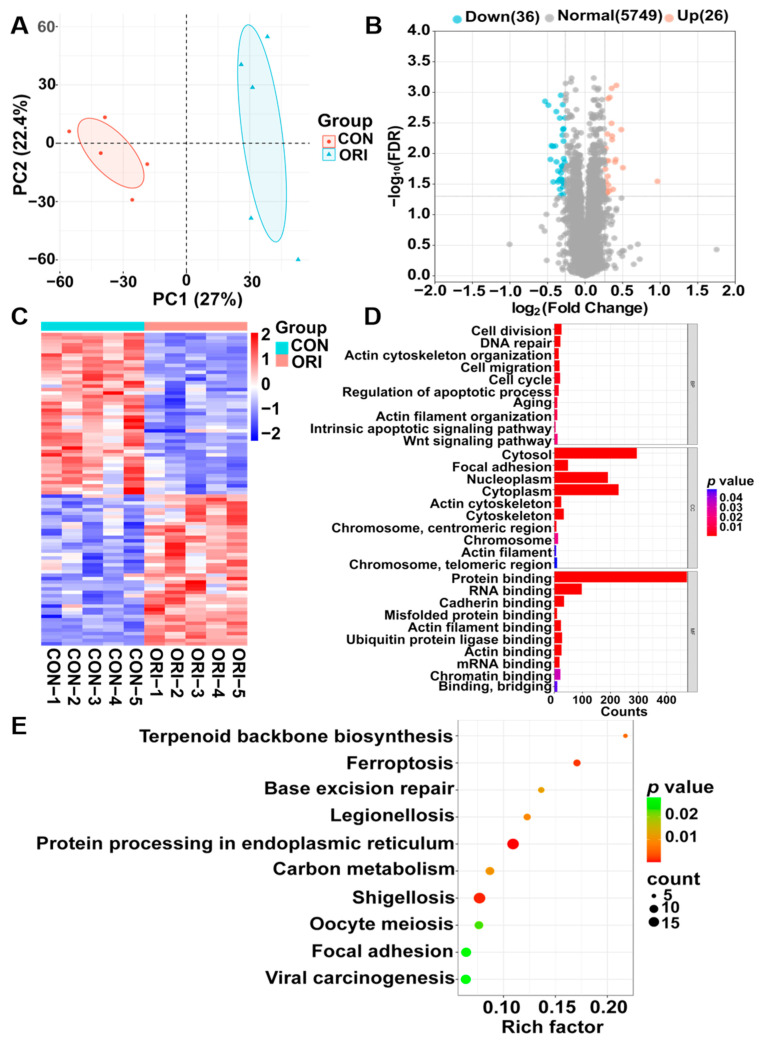 A
60
30
0
−30
−60
−60
−30
0
30
PC2 (22.4%)
PC1 (27%)
Group
CON
ORI
B
Down(36)
Normal(5749)
Up(26)
4.0
3.5
3.0
2.5
2.0
1.5
1.0
0.5
0.0
−2.0
−1.5
−1.0
−0.5
0.0
0.5
1.0
1.5
2.0
−log₁₀(FDR)
log₂(Fold Change)
C
Group
CON
ORI
2
1
0
−1
−2
CON−1
CON−2
CON−3
CON−4
CON−5
ORI−1
ORI−2
ORI−3
ORI−4
ORI−5
D
Cell division
DNA repair
Actin cytoskeleton organization
Cell migration
Cell cycle
Regulation of apoptotic process
Aging
Actin filament organization
Intrinsic apoptotic signaling pathway
Wnt signaling pathway
BP
Cytosol
Focal adhesion
Nucleoplasm
Cytoplasm
Actin cytoskeleton
Cytoskeleton
Chromosome, centromeric region
Chromosome
Actin filament
Chromosome, telomeric region
CC
Protein binding
RNA binding
Cadherin binding
Misfolded protein binding
Actin filament binding
Ubiquitin protein ligase binding
Actin binding
mRNA binding
Chromatin binding
Binding, bridging
MF
0
100
200
300
400
Counts
p value
0.04
0.03
0.02
0.01
E
Terpenoid backbone biosynthesis
Ferroptosis
Base excision repair
Legionellosis
Protein processing in endoplasmic reticulum
Carbon metabolism
Shigellosis
Oocyte meiosis
Focal adhesion
Viral carcinogenesis
0.10
0.15
0.20
Rich factor
p value
0.02
0.01
count
5
10
15